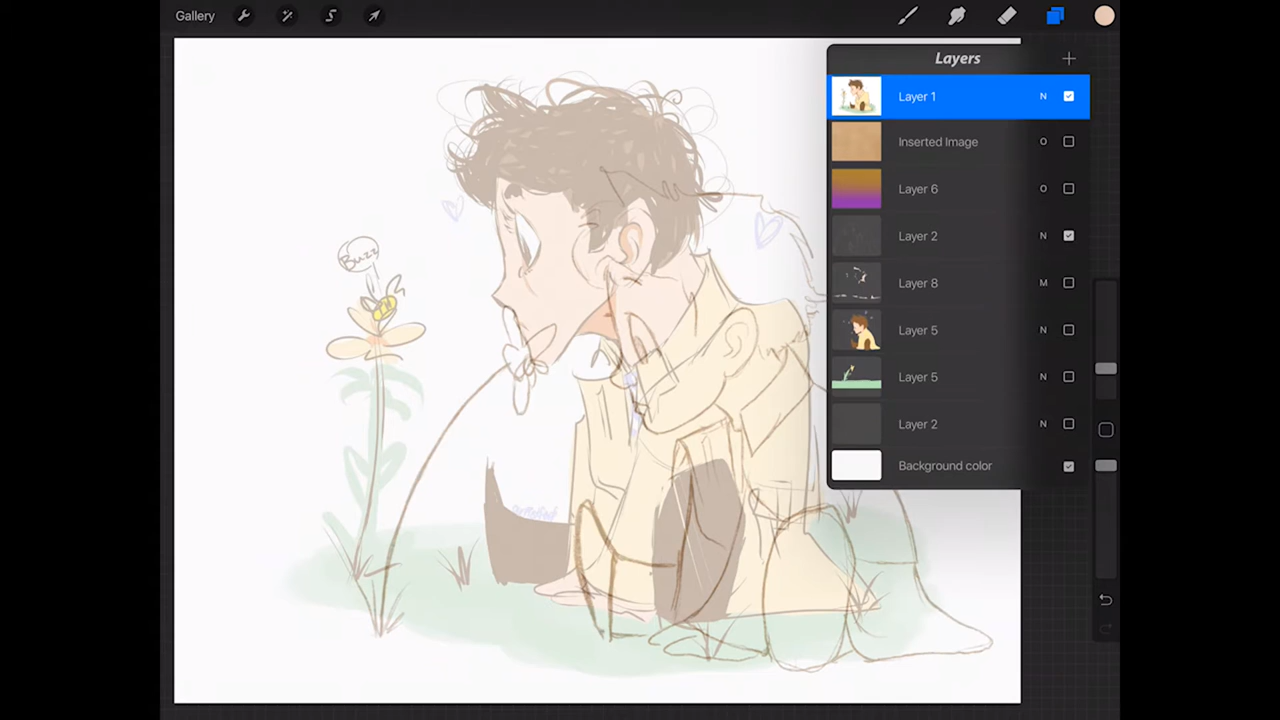 Gallery
Layers
Layer 1 N
Inserted Image O
Layer 6 O
Layer 2 N
Layer 8 M
Layer 5 N
Layer 5 N
Layer 2 N
Background color
Buzz